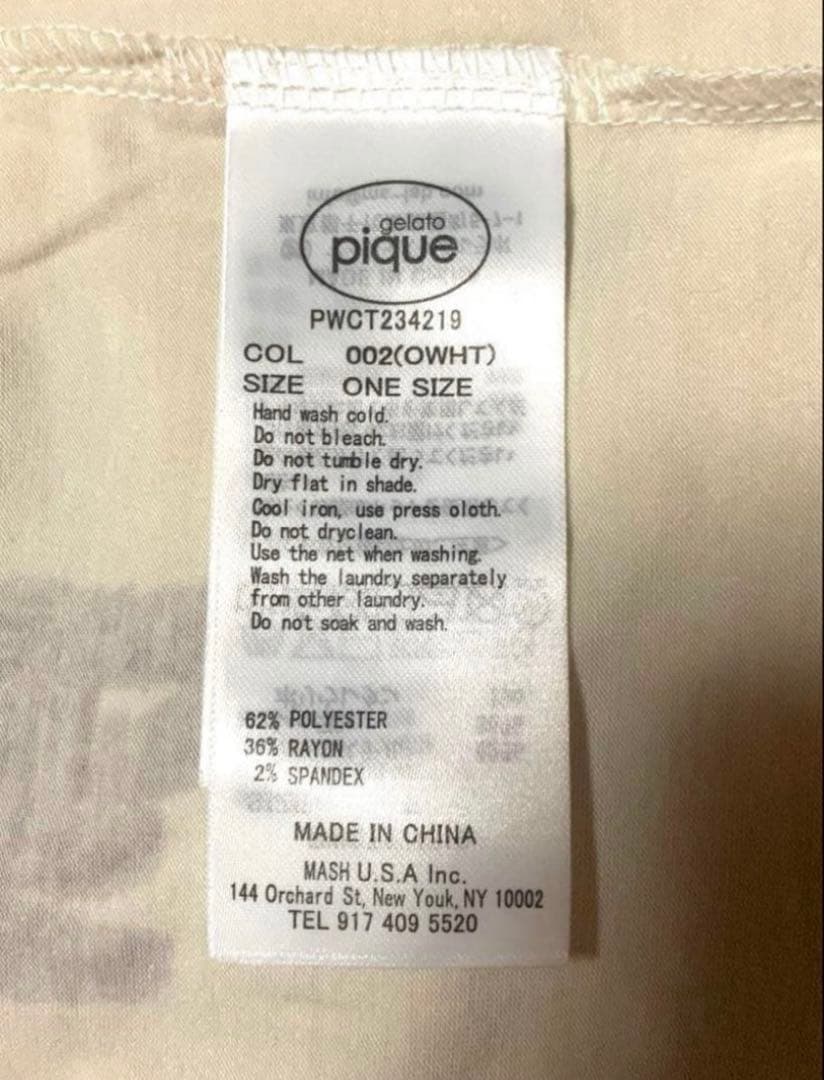 gelato
pique
PWCT234219
COL 002(OWHT)
SIZE ONE SIZE
Hand wash cold.
Do not bleach.
Do not tumble dry.
Dry flat in shade.
Cool iron, use press oloth.
Do not dryclean.
Use the net when washing.
Wash the laundry separately
from other laundry.
Do not soak and wash.
62% POLYESTER
36% RAYON
2% SPANDEX
MADE IN CHINA
MASH U.S.A Inc.
144 Orchard St, New Youk, NY 10002
TEL 917 409 5520